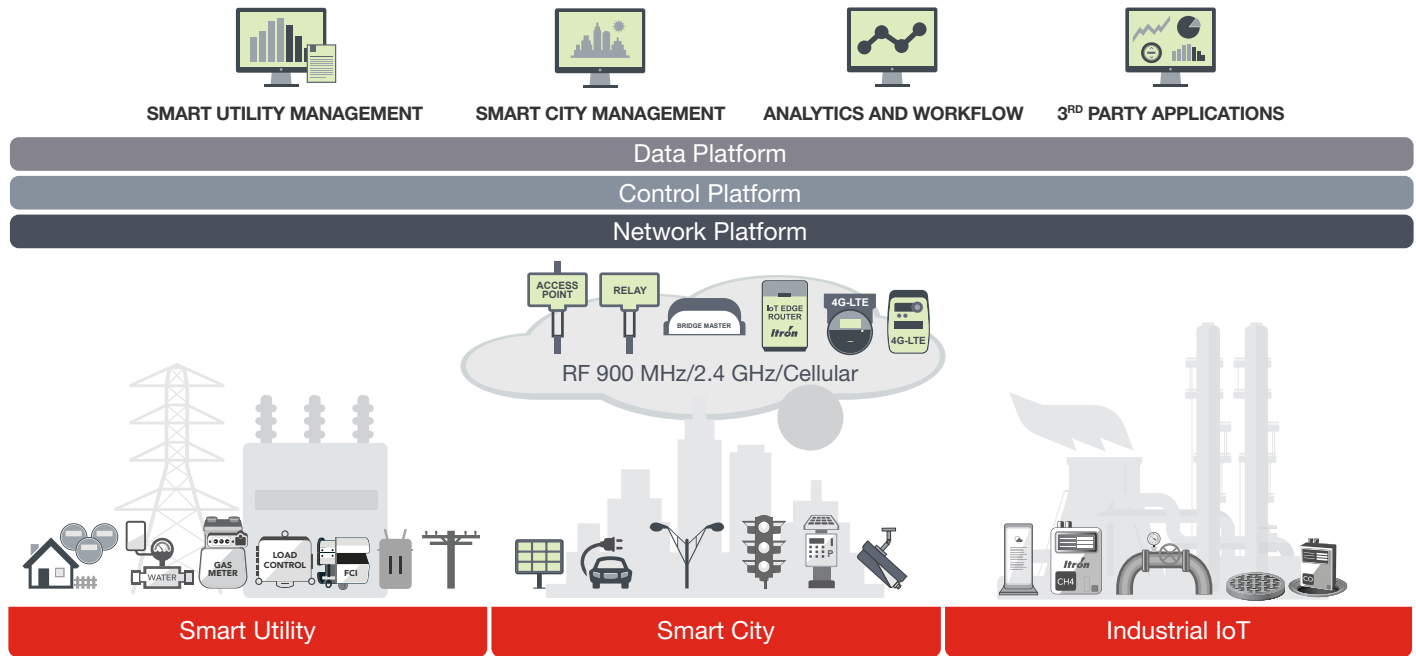 SMART UTILITY MANAGEMENT
SMART CITY MANAGEMENT
ANALYTICS AND WORKFLOW
3RD PARTY APPLICATIONS
Data Platform
Control Platform
Network Platform
ACCESS
POINT
RELAY
BRIDGE MASTER
IoT EDGE
ROUTER
Itrón
4G-LTE
4G-LTE
RF 900 MHz/2.4 GHz/Cellular
WATER
GAS
METER
LOAD
CONTROL
FCI
P
Itrón
CH4
CO
Smart Utility
Smart City
Industrial IoT